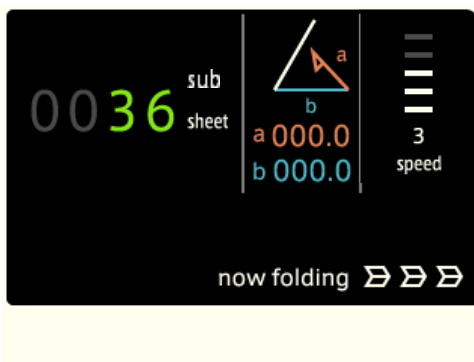 0036 sub sheet
a
b
a 000.0
b 000.0
3
speed
now folding